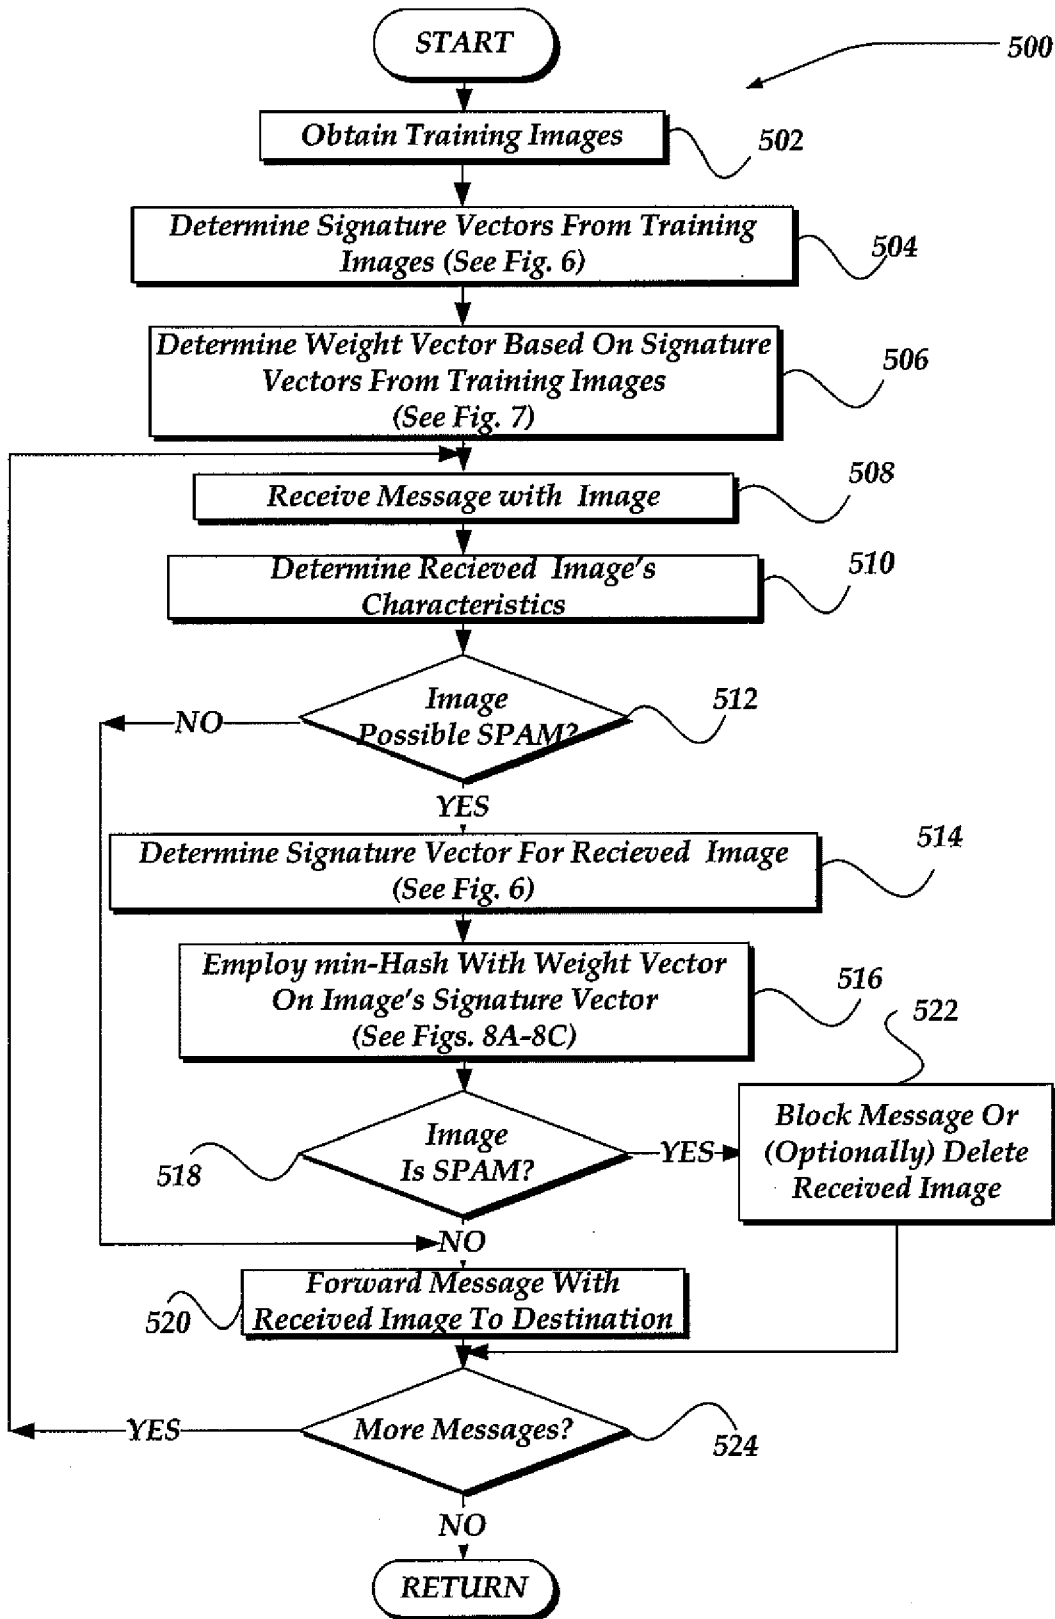 START
500
Obtain Training Images
502
Determine Signature Vectors From Training
Images (See Fig. 6)
504
Determine Weight Vector Based On Signature
Vectors From Training Images
(See Fig. 7)
506
Receive Message with Image
508
Determine Recieved Image's
Characteristics
510
Image
Possible SPAM?
512
NO
YES
Determine Signature Vector For Recieved Image
(See Fig. 6)
514
Employ min-Hash With Weight Vector
On Image's Signature Vector
(See Figs. 8A-8C)
516
522
Image
Is SPAM?
518
YES
Block Message Or
(Optionally) Delete
Received Image
NO
Forward Message With
Received Image To Destination
520
More Messages?
YES
524
NO
RETURN